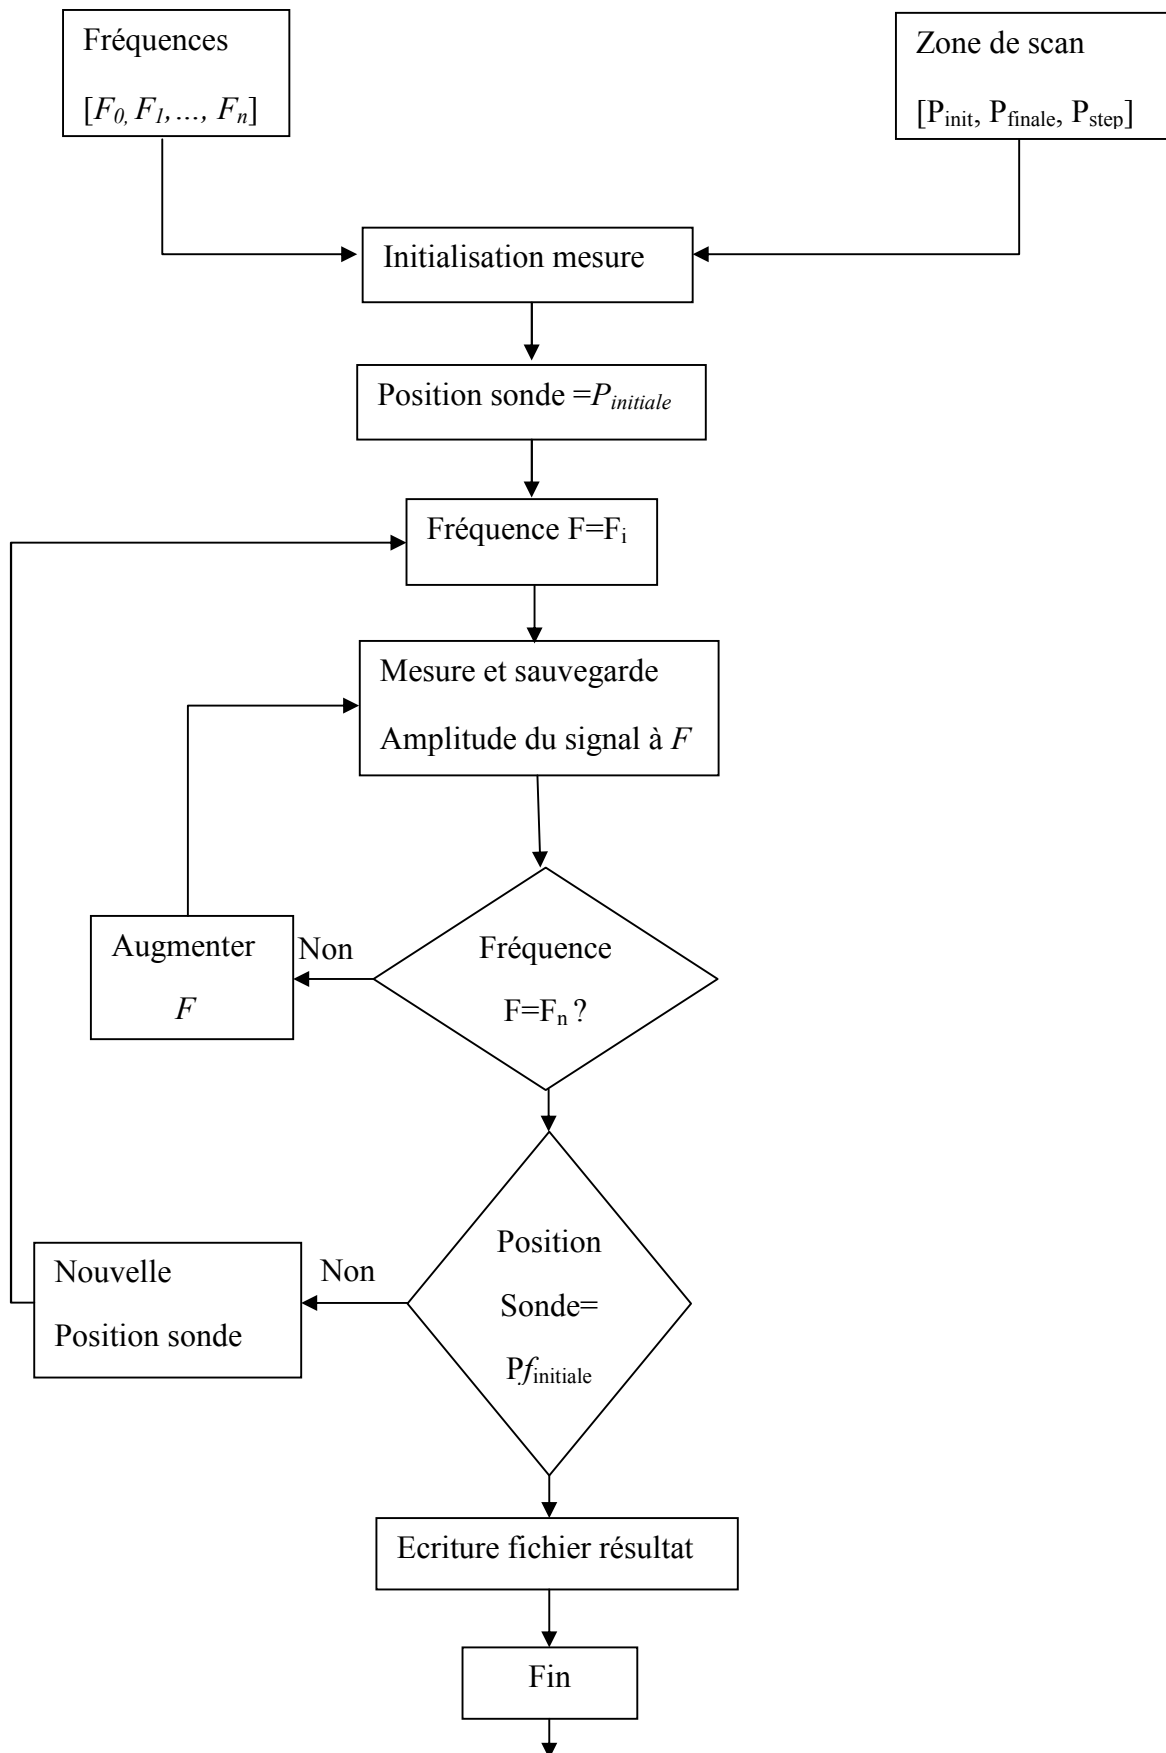 Fréquences
[F0, F1,..., Fn]
Zone de scan
[Pinit, Pfinale, Pstep]
Initialisation mesure
Position sonde =Pinitiale
Fréquence F=Fi
Mesure et sauvegarde
Amplitude du signal à F
Augmenter
F
Non
Fréquence
F=Fn ?
Nouvelle
Position sonde
Non
Position
Sonde=
Pfinitiale
Ecriture fichier résultat
Fin